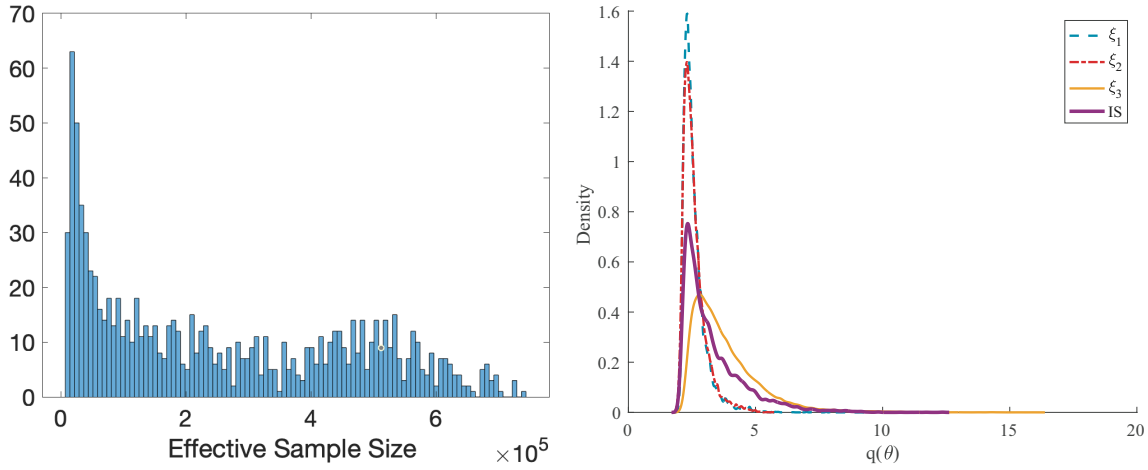 70
60
50
40
30
20
10
0
0 2 4 6
Effective Sample Size
×10⁵
1.6
1.4
1.2
1
0.8
0.6
0.4
0.2
0
Density
0 5 10 15 20
q(θ)
ξ₁
ξ₂
ξ₃
IS